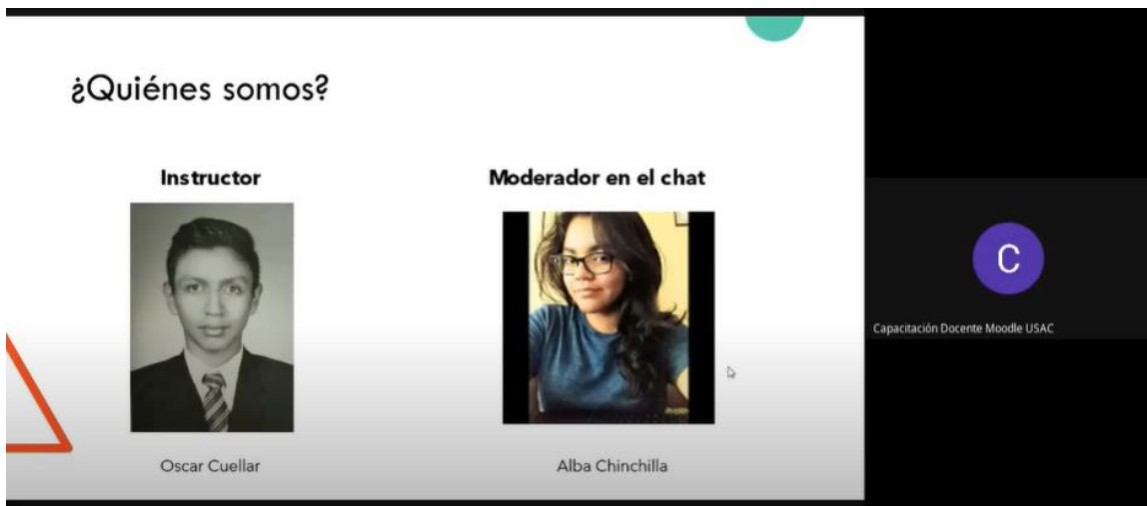 ¿Quiénes somos?
Instructor
Moderador en el chat
Oscar Cuellar
Alba Chinchilla
C
Capacitación Docente Moodle USAC